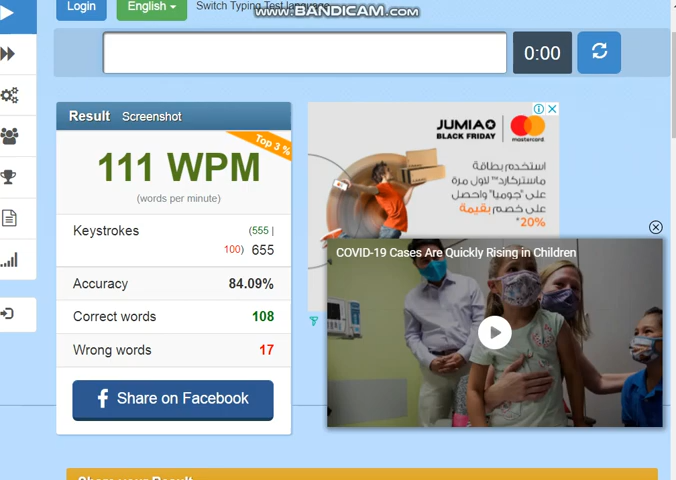 Login
English
Switch Typing Test language
www.BANDICAM.com
0:00
Result Screenshot
Top 3 %
111 WPM
(words per minute)
Keystrokes (555 |
100) 655
Accuracy 84.09%
Correct words 108
Wrong words 17
Share on Facebook
JUMIA
BLACK FRIDAY
mastercard
استخدم بطاقة
ماستركارد™ لاول مرة
على «جوميا» واحصل
على خصم بقيمة
20%*
COVID-19 Cases Are Quickly Rising in Children
Share your Result